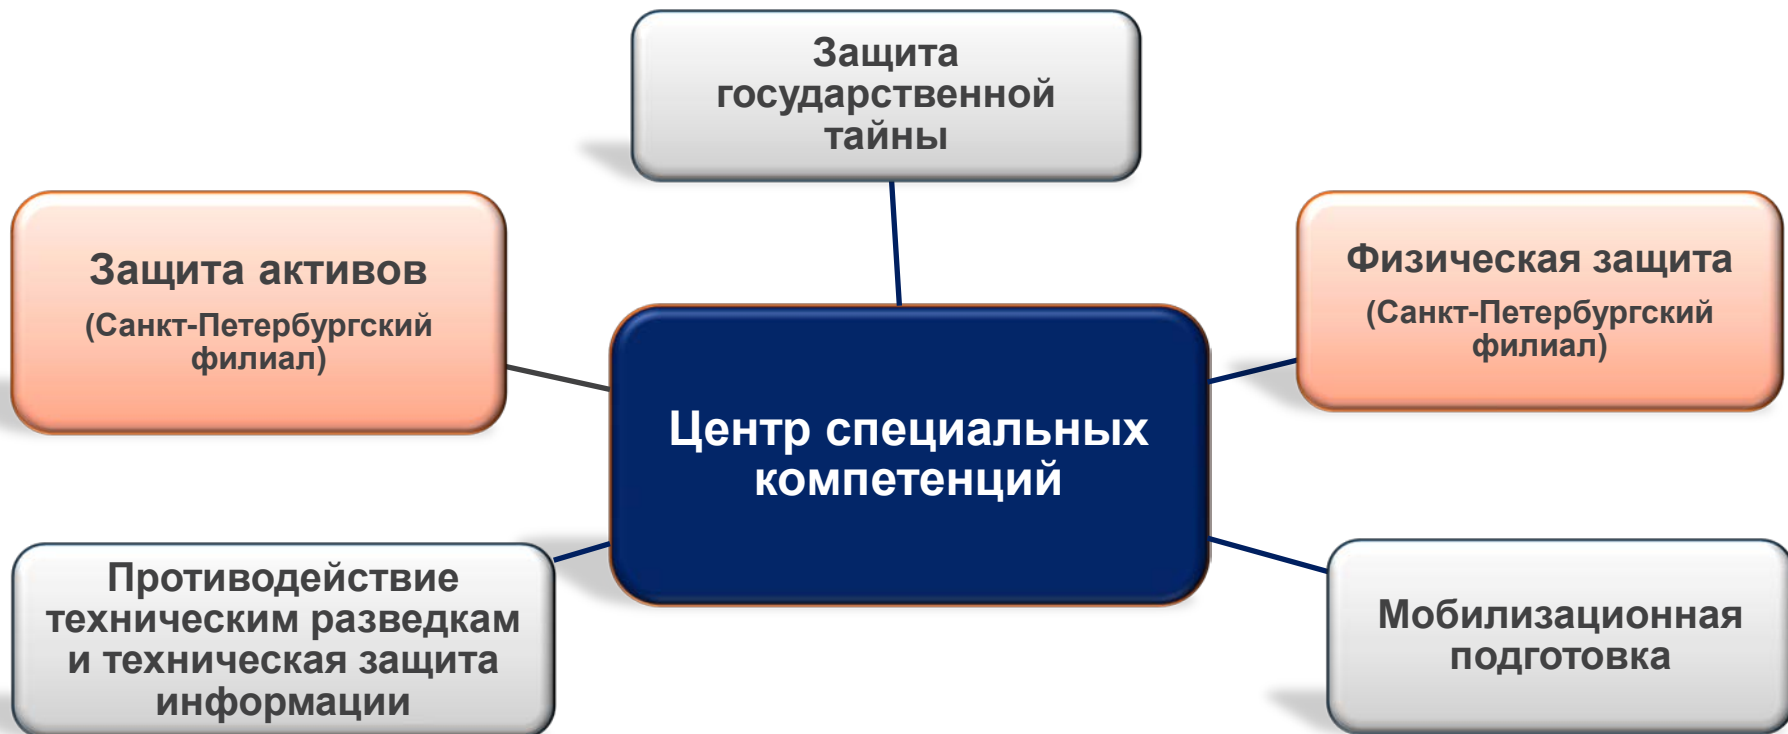 Защита
государственной
тайны
Защита активов
(Санкт-Петербургский
филиал)
Физическая защита
(Санкт-Петербургский
филиал)
Центр специальных
компетенций
Противодействие
техническим разведкам
и техническая защита
информации
Мобилизационная
подготовка